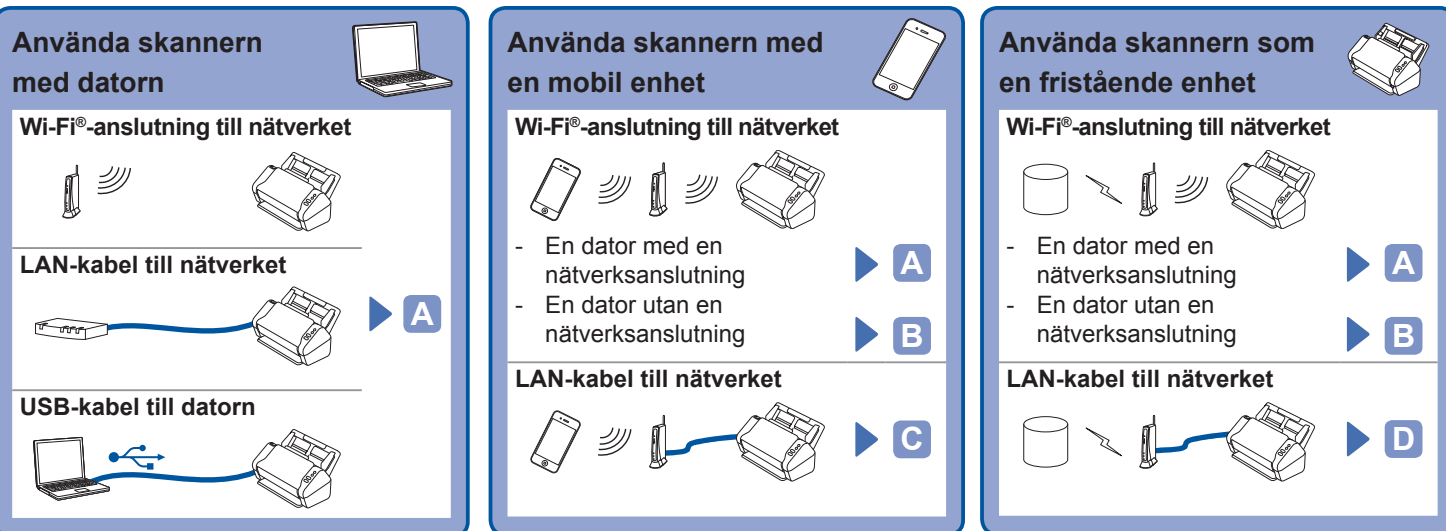 Använda skannern
med datorn
Wi-Fi®-anslutning till nätverket
LAN-kabel till nätverket
A
USB-kabel till datorn
Använda skannern med
en mobil enhet
Wi-Fi®-anslutning till nätverket
- En dator med en
nätverksanslutning
A
- En dator utan en
nätverksanslutning
B
LAN-kabel till nätverket
C
Använda skannern som
en fristående enhet
Wi-Fi®-anslutning till nätverket
- En dator med en
nätverksanslutning
A
- En dator utan en
nätverksanslutning
B
LAN-kabel till nätverket
D